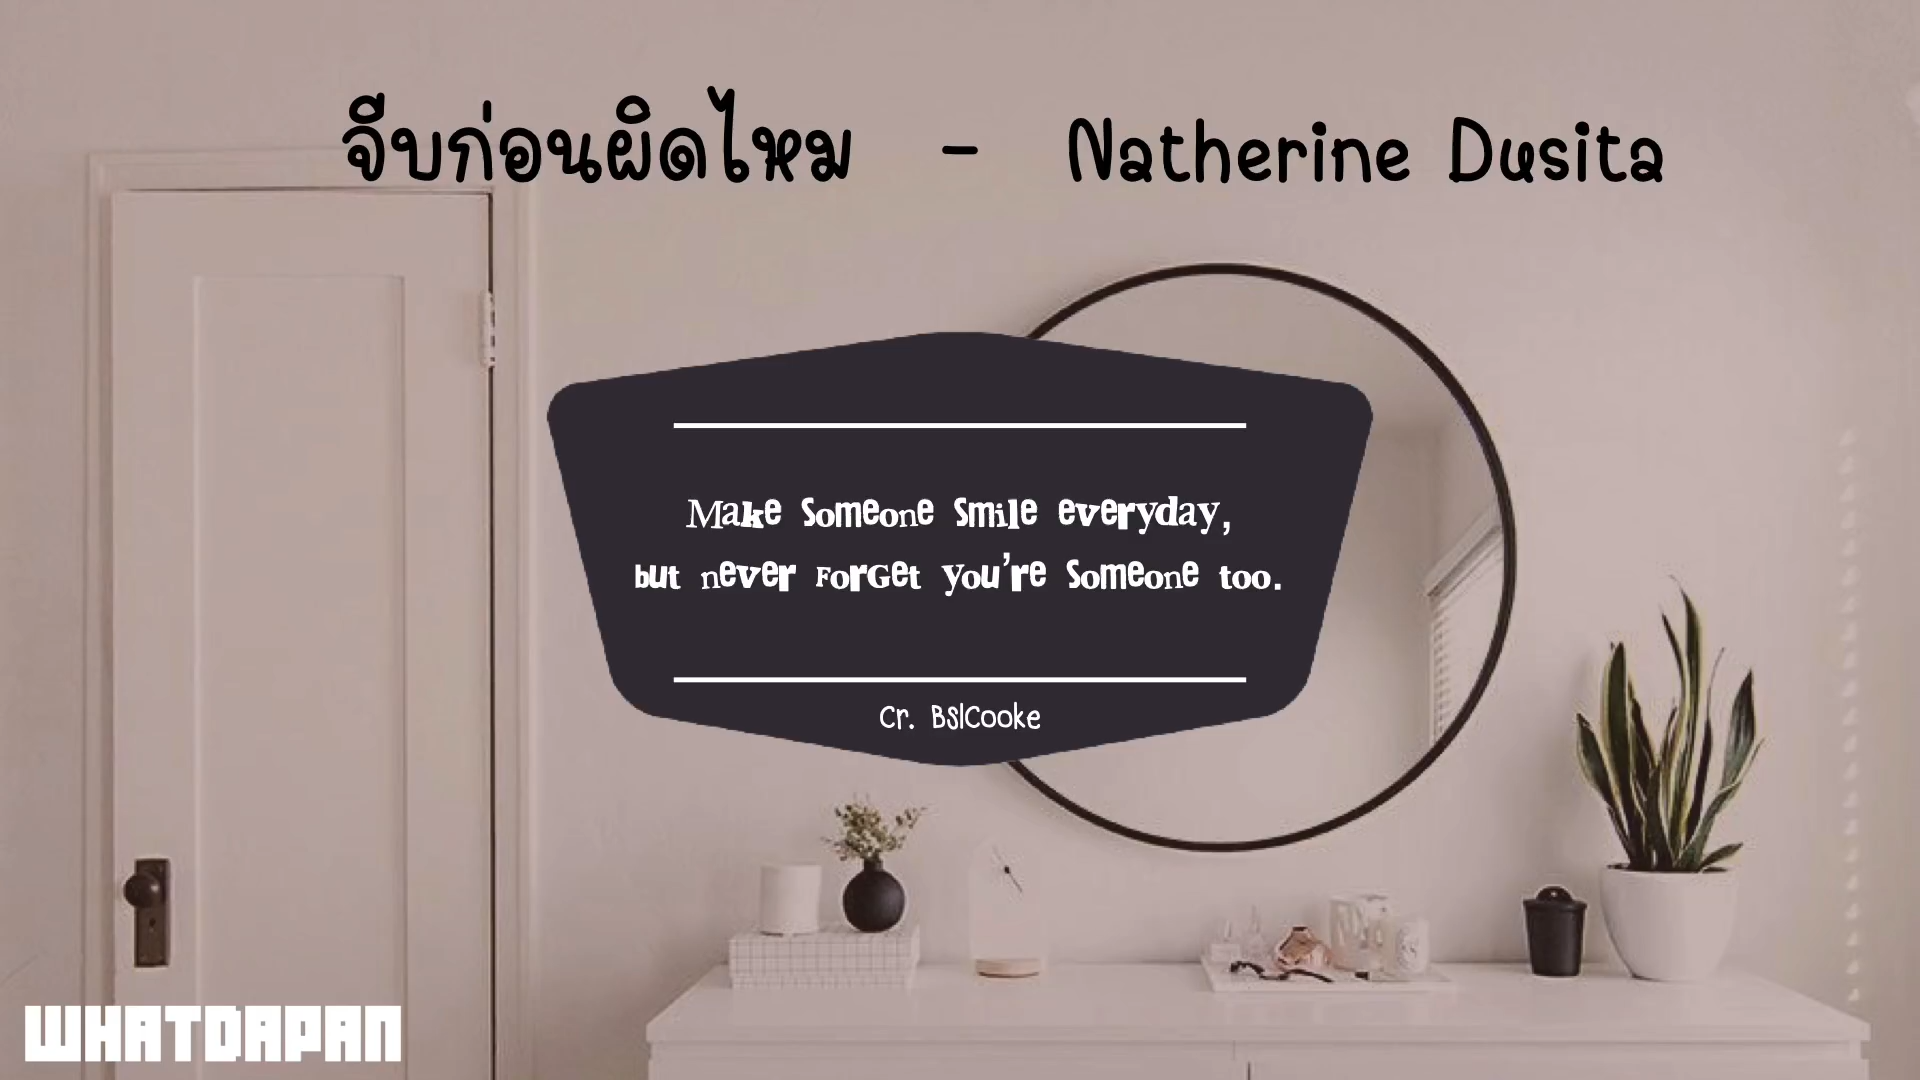 จีบก่อนผิดไหม - Natherine Dusita
Make Someone Smile everyday,
but never Forget you're Someone too.
Cr. BslCooke
WHATDAPAN